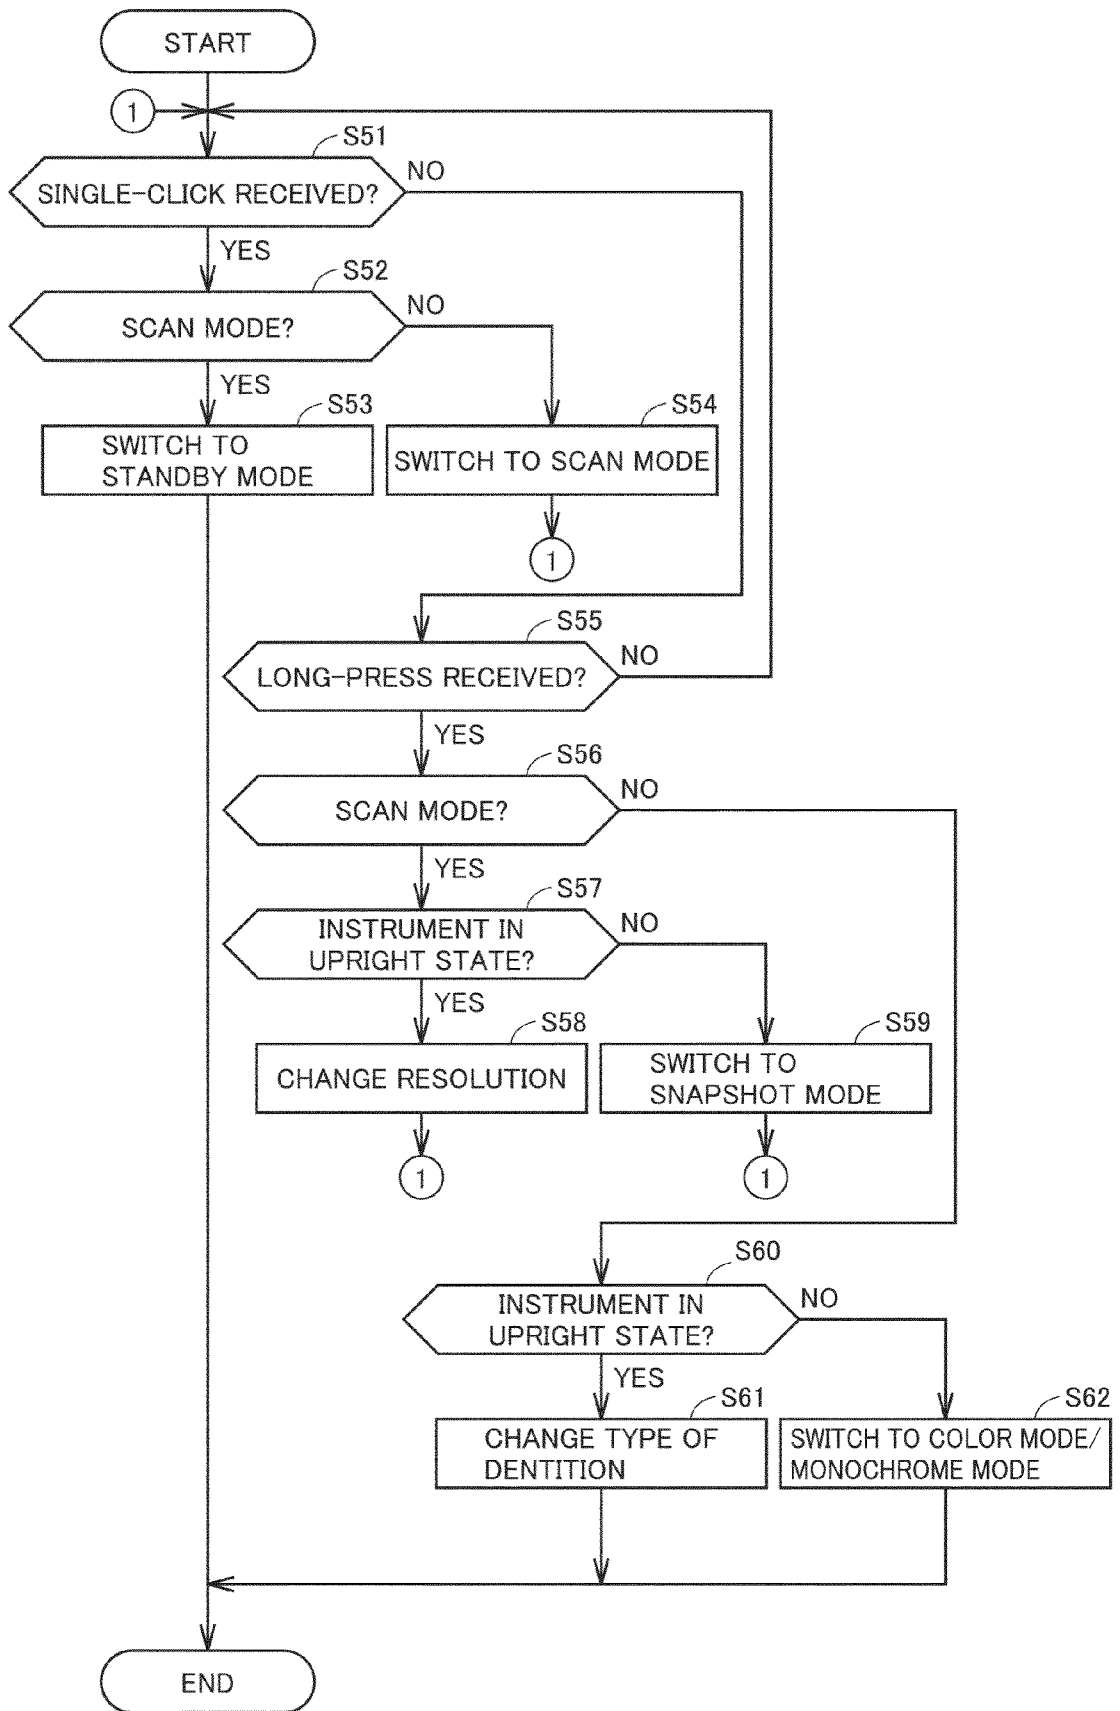 START
1
S51
SINGLE-CLICK RECEIVED?
NO
YES
S52
SCAN MODE?
NO
YES
S53
SWITCH TO
STANDBY MODE
S54
SWITCH TO SCAN MODE
1
S55
LONG-PRESS RECEIVED?
NO
YES
S56
SCAN MODE?
NO
YES
S57
INSTRUMENT IN
UPRIGHT STATE?
NO
YES
S58
CHANGE RESOLUTION
S59
SWITCH TO
SNAPSHOT MODE
1
1
S60
INSTRUMENT IN
UPRIGHT STATE?
NO
YES
S61
CHANGE TYPE OF
DENTITION
S62
SWITCH TO COLOR MODE/
MONOCHROME MODE
END